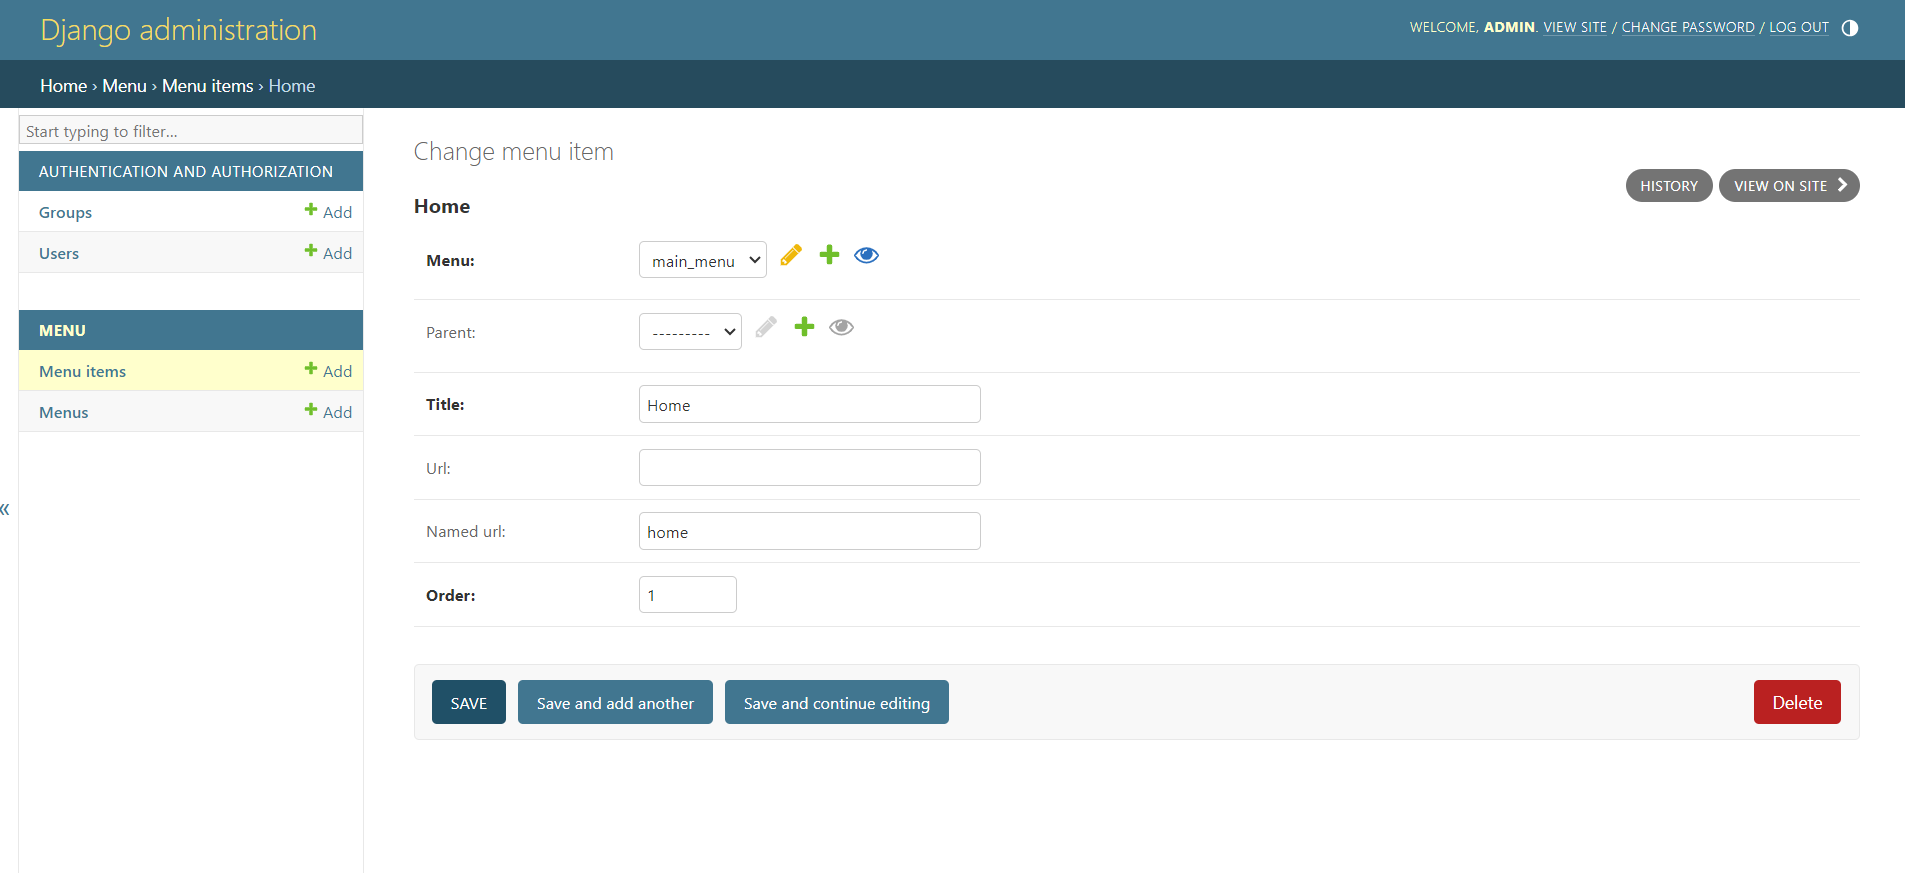 Django administration
WELCOME, ADMIN. VIEW SITE / CHANGE PASSWORD / LOG OUT
Home › Menu › Menu items › Home
Start typing to filter...
AUTHENTICATION AND AUTHORIZATION
Groups Add
Users Add
MENU
Menu items Add
Menus Add
«
Change menu item
HISTORY VIEW ON SITE
Home
Menu: main_menu
Parent: ---------
Title: Home
Url:
Named url: home
Order: 1
SAVE Save and add another Save and continue editing Delete